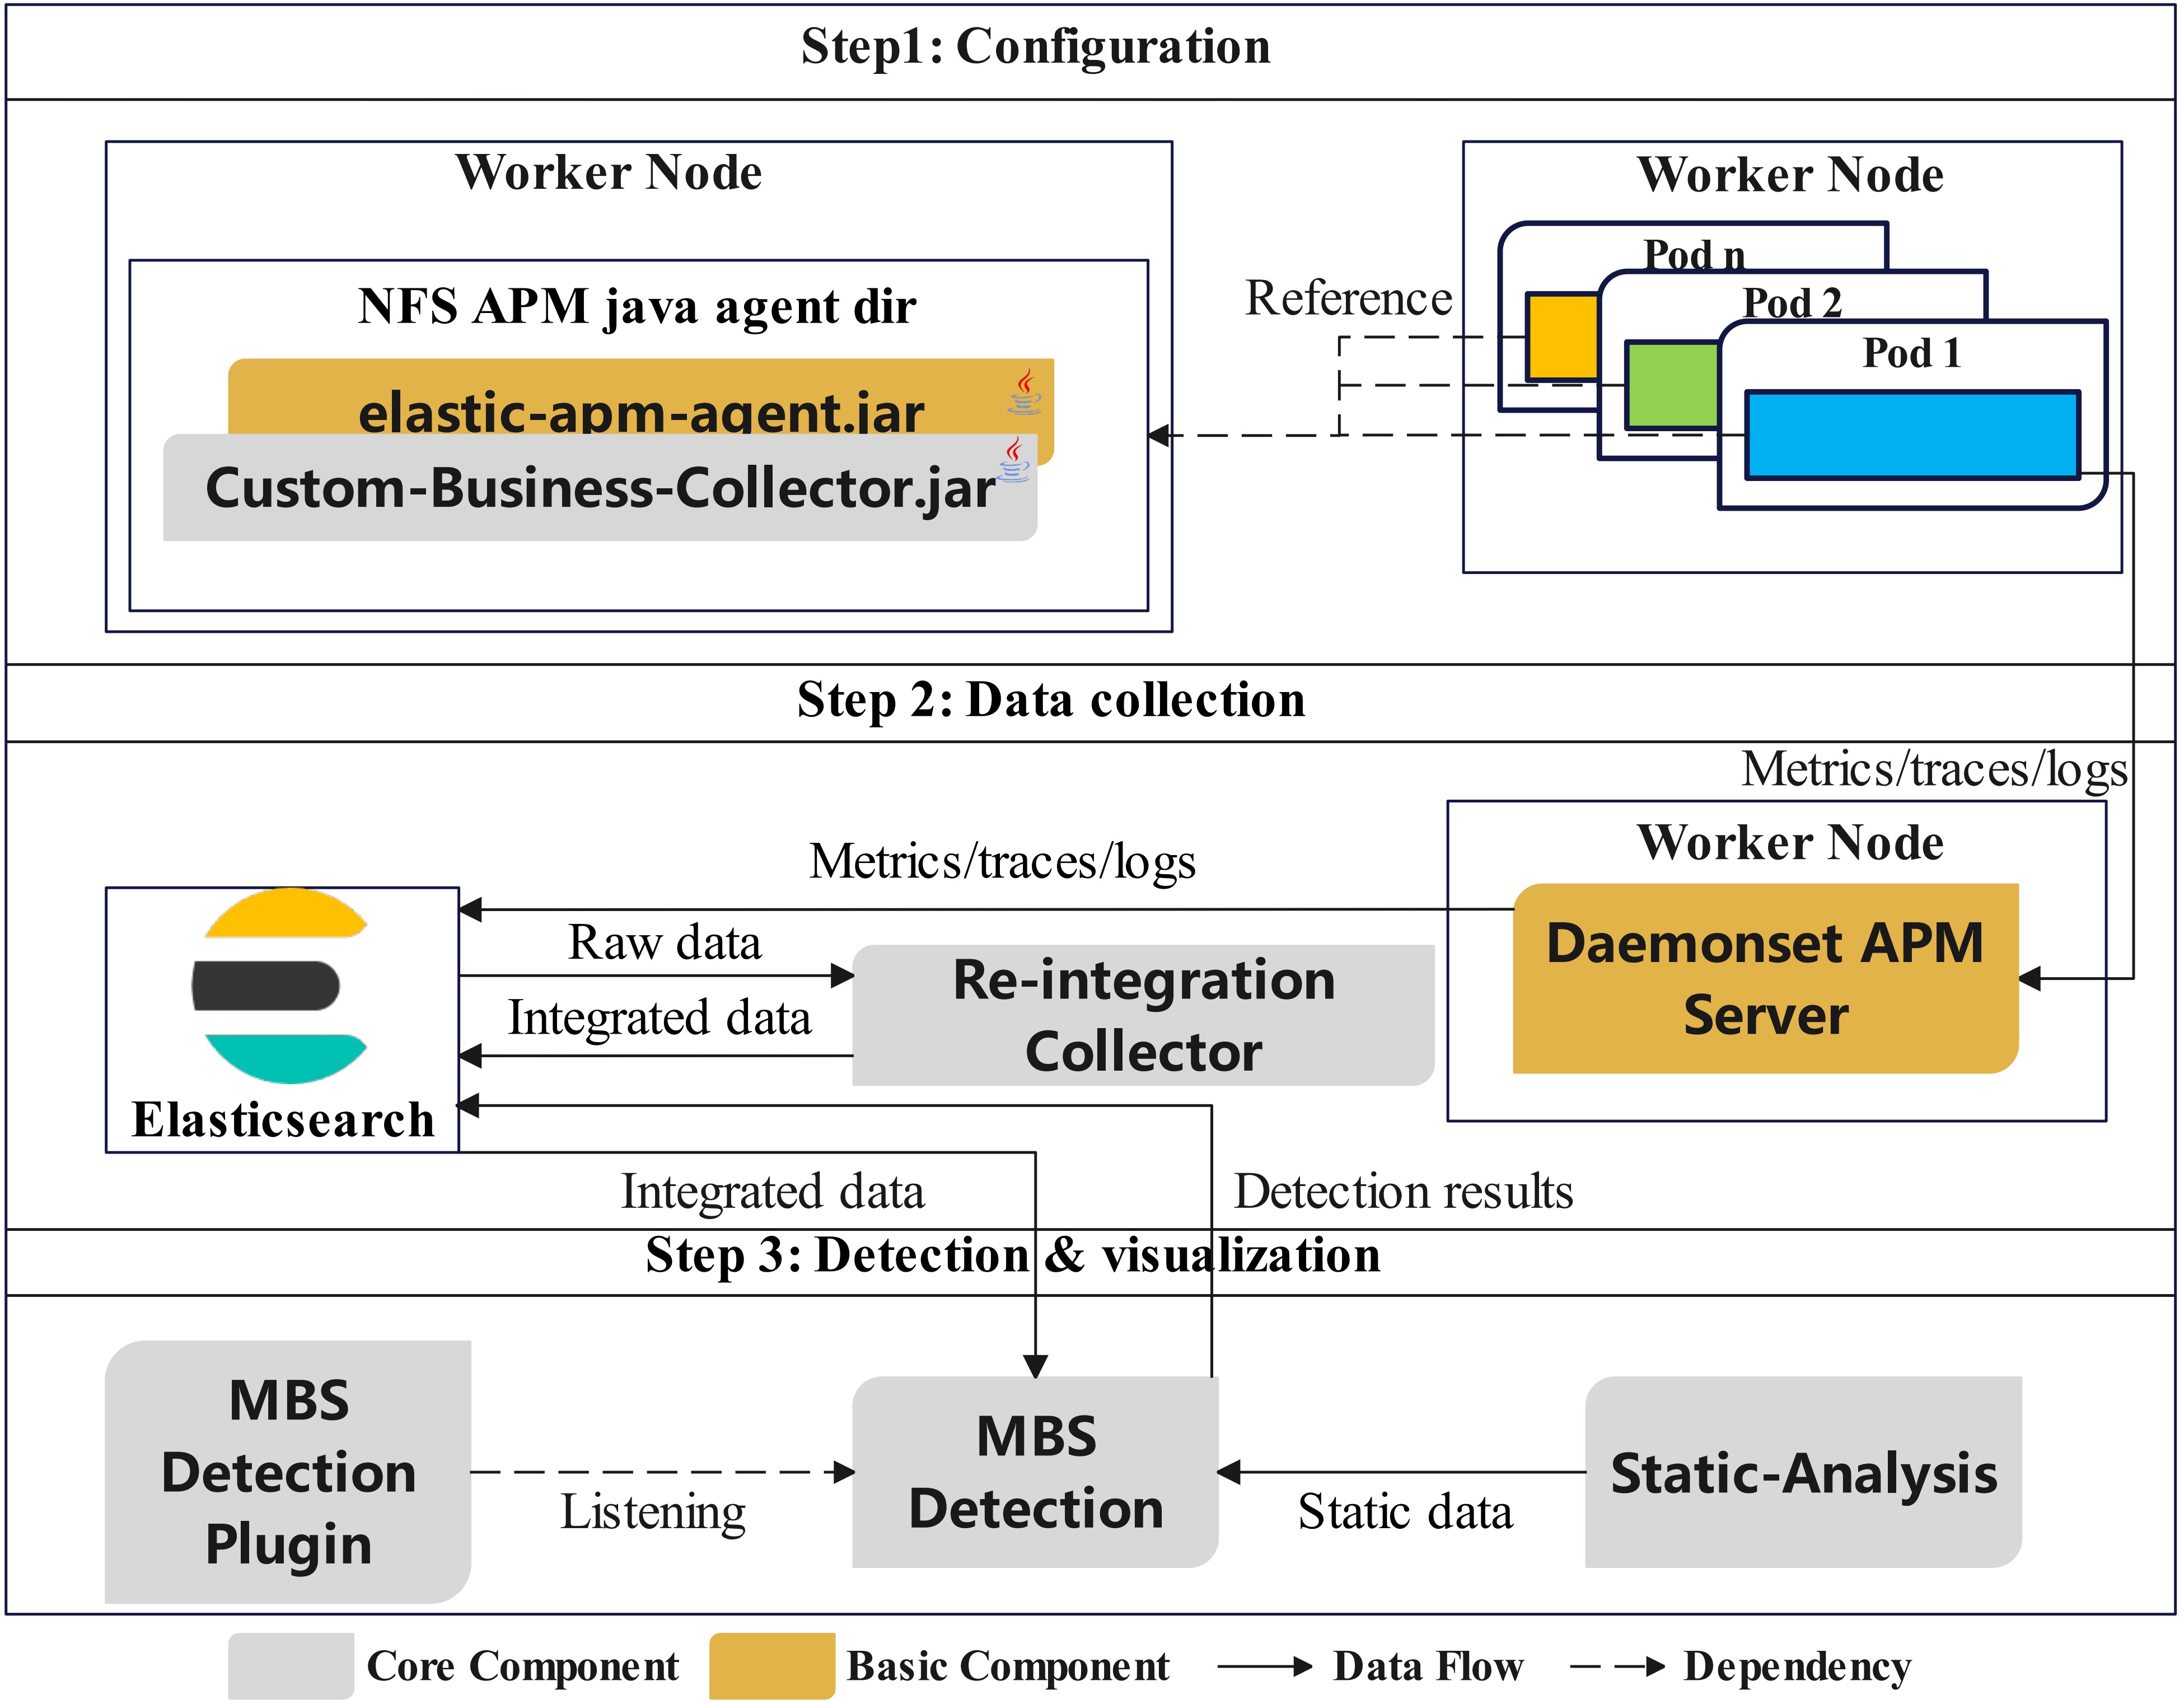 Step1: Configuration
Worker Node
Worker Node
NFS APM java agent dir
elastic-apm-agent.jar
Custom-Business-Collector.jar
Reference
Pod n
Pod 2
Pod 1
Step 2: Data collection
Metrics/traces/logs
Worker Node
Metrics/traces/logs
Daemonset APM
Server
Raw data
Re-integration
Collector
Integrated data
Elasticsearch
Integrated data
Detection results
Step 3: Detection & visualization
MBS
Detection
Plugin
Listening
MBS
Detection
Static data
Static-Analysis
Core Component
Basic Component
Data Flow
Dependency